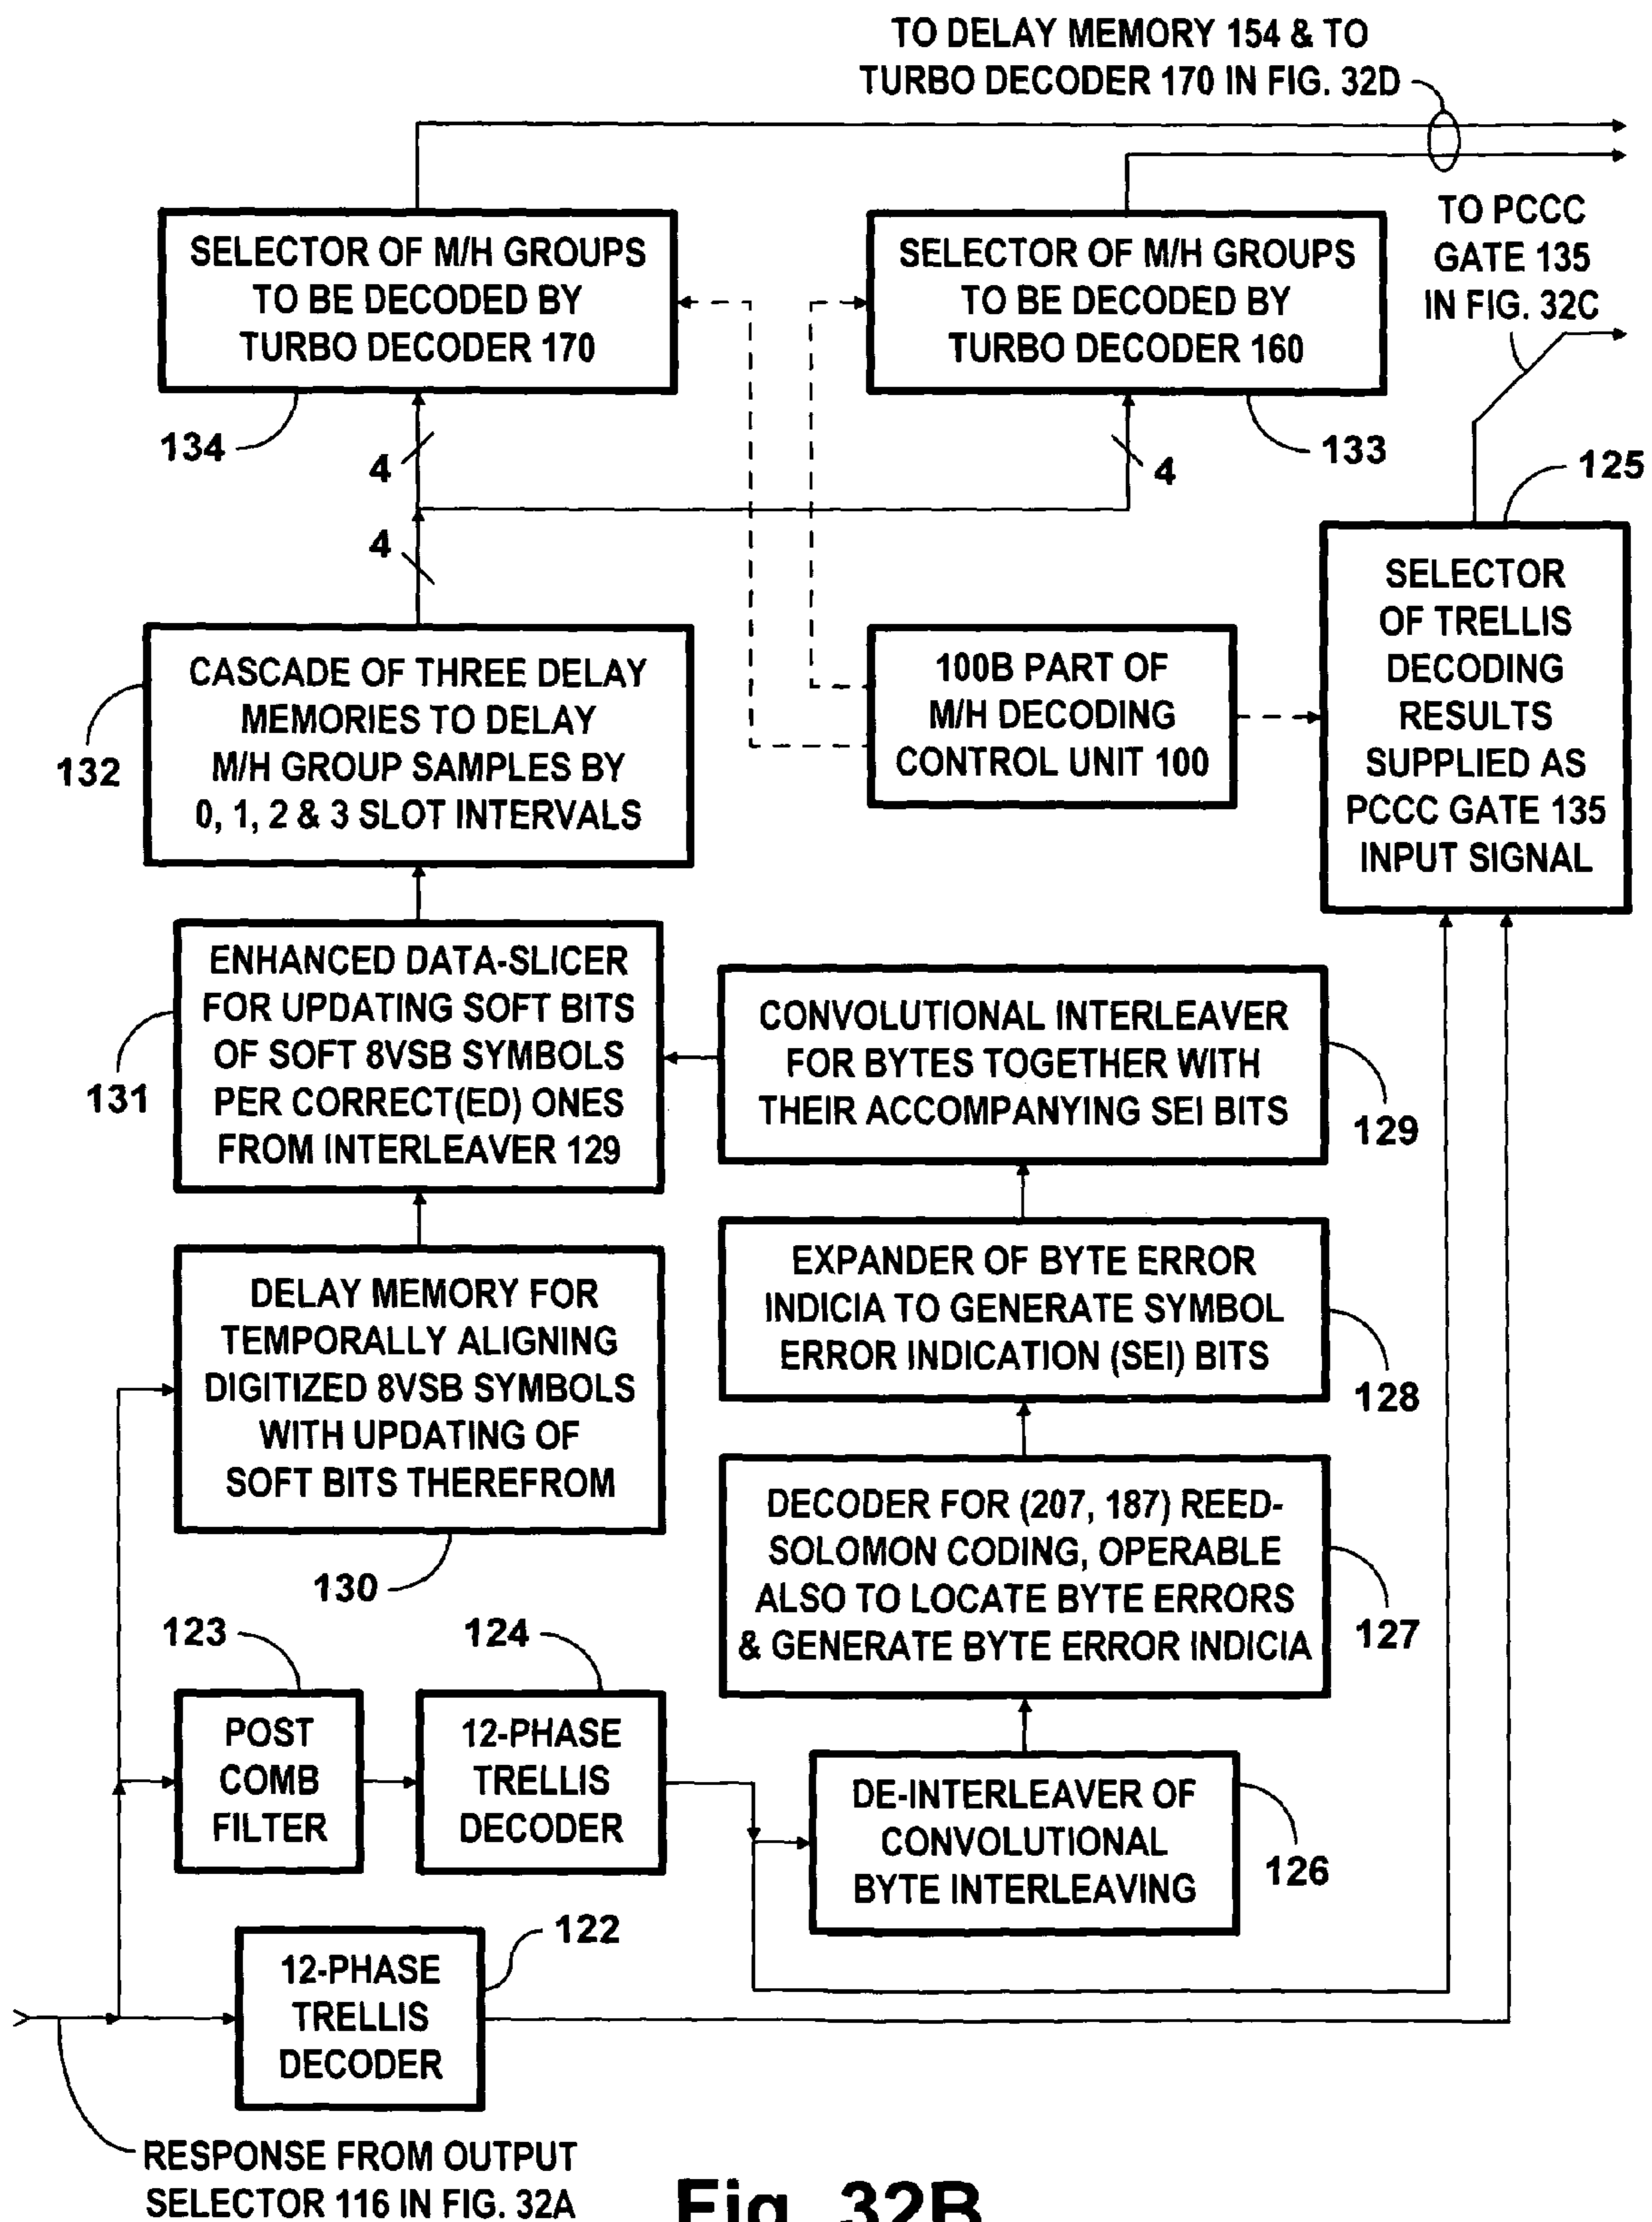 TO DELAY MEMORY 154 & TO
TURBO DECODER 170 IN FIG. 32D
TO PCCC
GATE 135
IN FIG. 32C
SELECTOR OF M/H GROUPS
TO BE DECODED BY
TURBO DECODER 170
134
SELECTOR OF M/H GROUPS
TO BE DECODED BY
TURBO DECODER 160
133
4
4
4
125
SELECTOR
OF TRELLIS
DECODING
RESULTS
SUPPLIED AS
PCCC GATE 135
INPUT SIGNAL
CASCADE OF THREE DELAY
MEMORIES TO DELAY
M/H GROUP SAMPLES BY
0, 1, 2 & 3 SLOT INTERVALS
132
100B PART OF
M/H DECODING
CONTROL UNIT 100
ENHANCED DATA-SLICER
FOR UPDATING SOFT BITS
OF SOFT 8VSB SYMBOLS
PER CORRECT(ED) ONES
FROM INTERLEAVER 129
131
CONVOLUTIONAL INTERLEAVER
FOR BYTES TOGETHER WITH
THEIR ACCOMPANYING SEI BITS
129
EXPANDER OF BYTE ERROR
INDICIA TO GENERATE SYMBOL
ERROR INDICATION (SEI) BITS
128
DELAY MEMORY FOR
TEMPORALLY ALIGNING
DIGITIZED 8VSB SYMBOLS
WITH UPDATING OF
SOFT BITS THEREFROM
130
DECODER FOR (207, 187) REED-
SOLOMON CODING, OPERABLE
ALSO TO LOCATE BYTE ERRORS
& GENERATE BYTE ERROR INDICIA
127
123
POST
COMB
FILTER
124
12-PHASE
TRELLIS
DECODER
DE-INTERLEAVER OF
CONVOLUTIONAL
BYTE INTERLEAVING
126
122
12-PHASE
TRELLIS
DECODER
RESPONSE FROM OUTPUT
SELECTOR 116 IN FIG. 32A
Fig. 32B